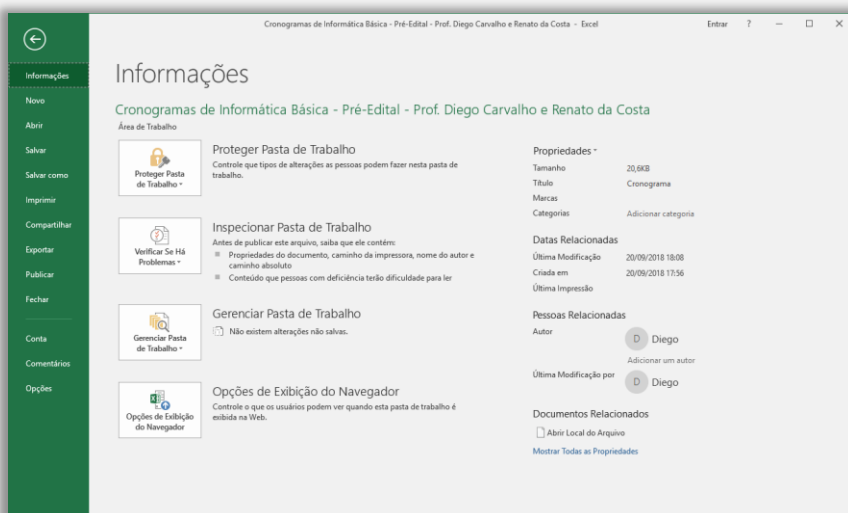 Cronogramas de Informática Básica - Pré-Edital - Prof. Diego Carvalho e Renato da Costa - Excel
Entrar ?
Informações
Novo
Abrir
Salvar
Salvar como
Imprimir
Compartilhar
Exportar
Publicar
Fechar
Conta
Comentários
Opções
Informações
Cronogramas de Informática Básica - Pré-Edital - Prof. Diego Carvalho e Renato da Costa
Área de Trabalho
Proteger Pasta
de Trabalho
Proteger Pasta de Trabalho
Controle que tipos de alterações as pessoas podem fazer nesta pasta de
trabalho.
Verificar Se Há
Problemas
Inspecionar Pasta de Trabalho
Antes de publicar este arquivo, saiba que ele contém:
Propriedades do documento, caminho da impressora, nome do autor e
caminho absoluto
Conteúdo que pessoas com deficiência terão dificuldade para ler
Gerenciar Pasta
de Trabalho
Gerenciar Pasta de Trabalho
Não existem alterações não salvas.
Opções de Exibição
do Navegador
Opções de Exibição do Navegador
Controle o que os usuários podem ver quando esta pasta de trabalho é
exibida na Web.
Propriedades
Tamanho 20,6KB
Título Cronograma
Marcas
Categorias Adicionar categoria
Datas Relacionadas
Última Modificação 20/09/2018 18:08
Criada em 20/09/2018 17:56
Última Impressão
Pessoas Relacionadas
Autor
D Diego
Adicionar um autor
Última Modificação por
D Diego
Documentos Relacionados
Abrir Local do Arquivo
Mostrar Todas as Propriedades